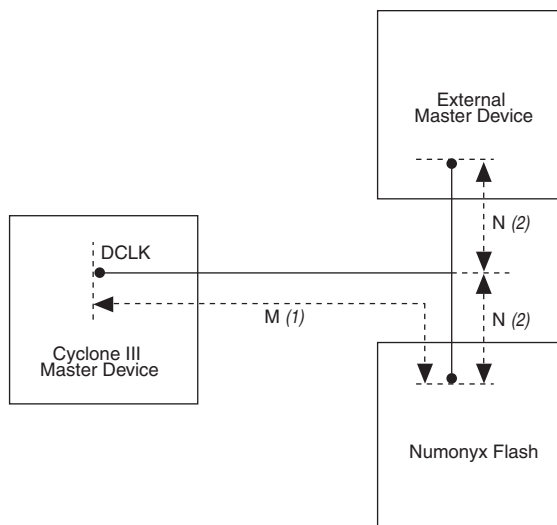 External
Master Device
N (2)
DCLK
M (1)
N (2)
Cyclone III
Master Device
Numonyx Flash